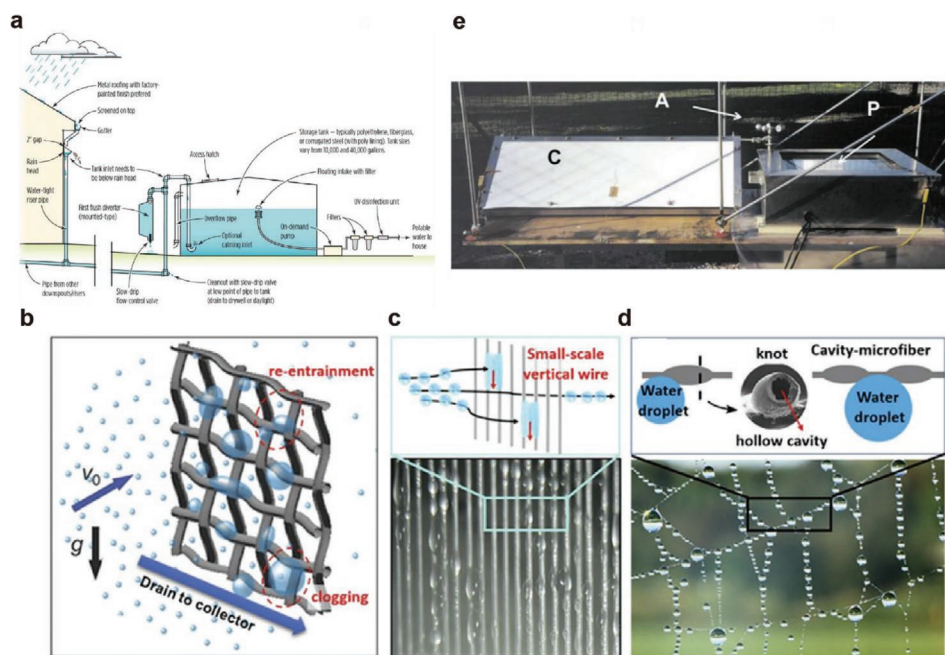 a
Metal roofing with factory-
painted finish preferred
Screened on top
Gutter
2" gap
Rain
head
Tank inlet needs to
be below rain head
Water-tight
riser pipe
First flush diverter
(mounted-type)
Pipe from other
downspouts/risers
Slow-drip
flow-control valve
Access hatch
Storage tank — typically polyethylene, fiberglass,
or corrugated steel (with poly lining). Tank sizes
vary from 10,000 and 40,000 gallons.
Floating intake with filter
Overflow pipe
Optional
calming inlet
On-demand
pump
Filters
UV disinfection unit
Potable
water to
house
Cleanout with slow-drip valve
at low point of pipe to tank
(drain to drywell or daylight)
e
A
P
C
b
re-entrainment
V0
g
clogging
Drain to collector
c
Small-scale
vertical wire
d
knot
Cavity-microfiber
Water
droplet
hollow cavity
Water
droplet